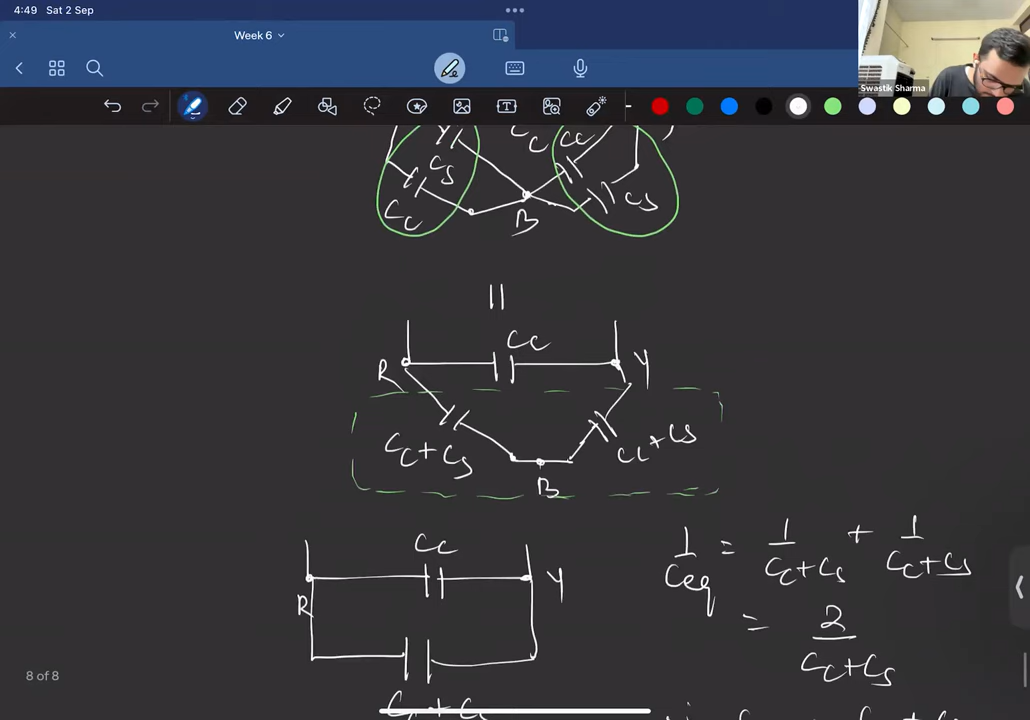 4:49 Sat 2 Sep
Week 6
Swastik Sharma
Cc Cc
Cs
Cs
Cc
B
||
Cc
R Y
Cc + Cs Cc + Cs
B
Cc
R Y
1/Ceq = 1/(Cc + Cs) + 1/(Cc + Cs)
= 2/(Cc + Cs)
8 of 8